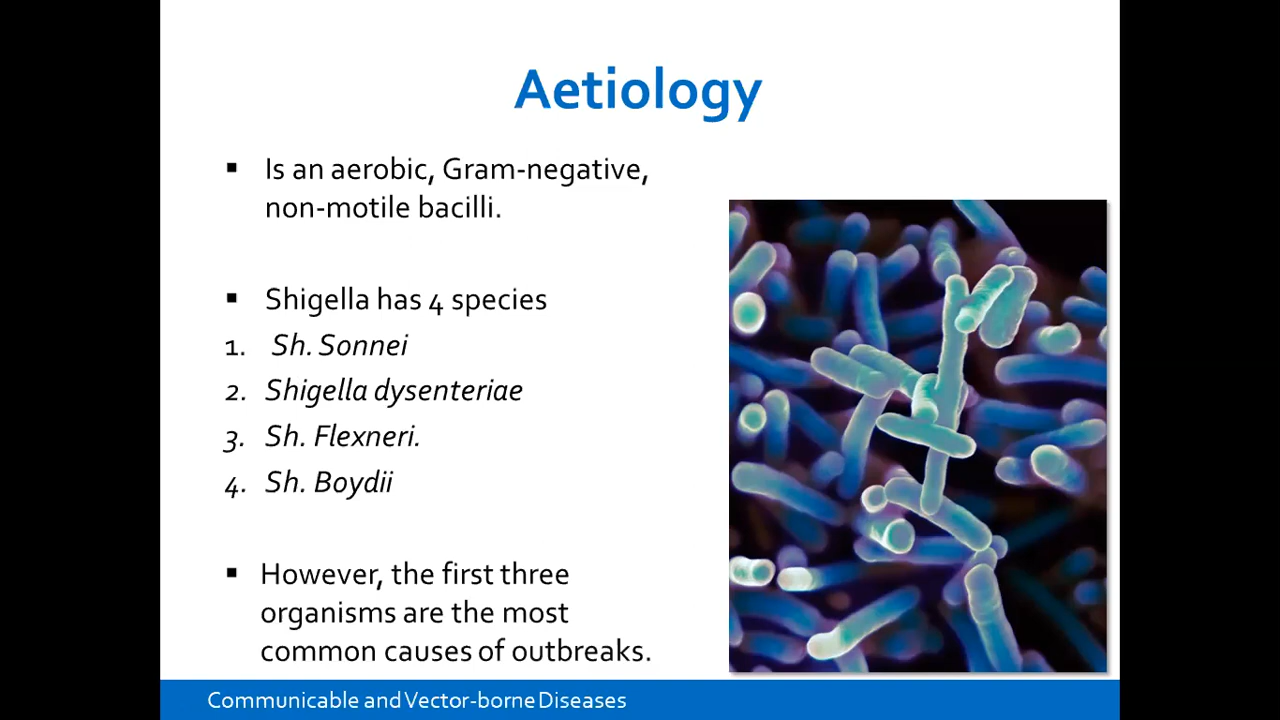 Aetiology
▪ Is an aerobic, Gram-negative,
non-motile bacilli.
▪ Shigella has 4 species
1. Sh. Sonnei
2. Shigella dysenteriae
3. Sh. Flexneri.
4. Sh. Boydii
▪ However, the first three
organisms are the most
common causes of outbreaks.
Communicable and Vector-borne Diseases